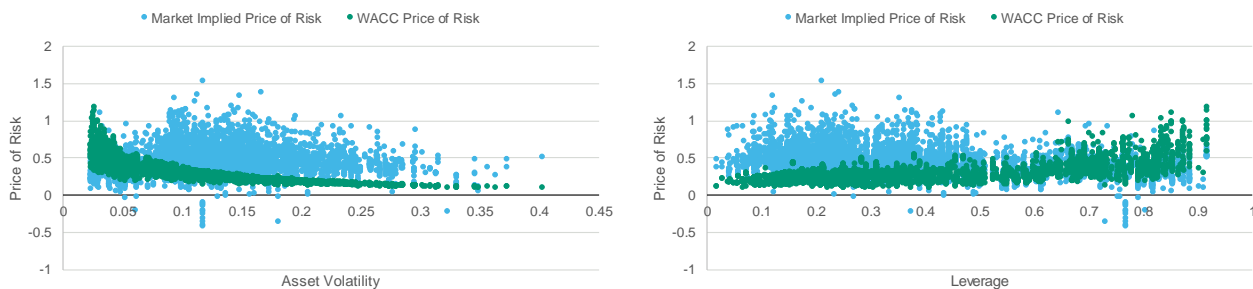 Market Implied Price of Risk WACC Price of Risk
2
1.5
1
0.5
0
-0.5
-1
Price of Risk
0 0.05 0.1 0.15 0.2 0.25 0.3 0.35 0.4 0.45
Asset Volatility
Market Implied Price of Risk WACC Price of Risk
2
1.5
1
0.5
0
-0.5
-1
Price of Risk
0 0.1 0.2 0.3 0.4 0.5 0.6 0.7 0.8 0.9 1
Leverage